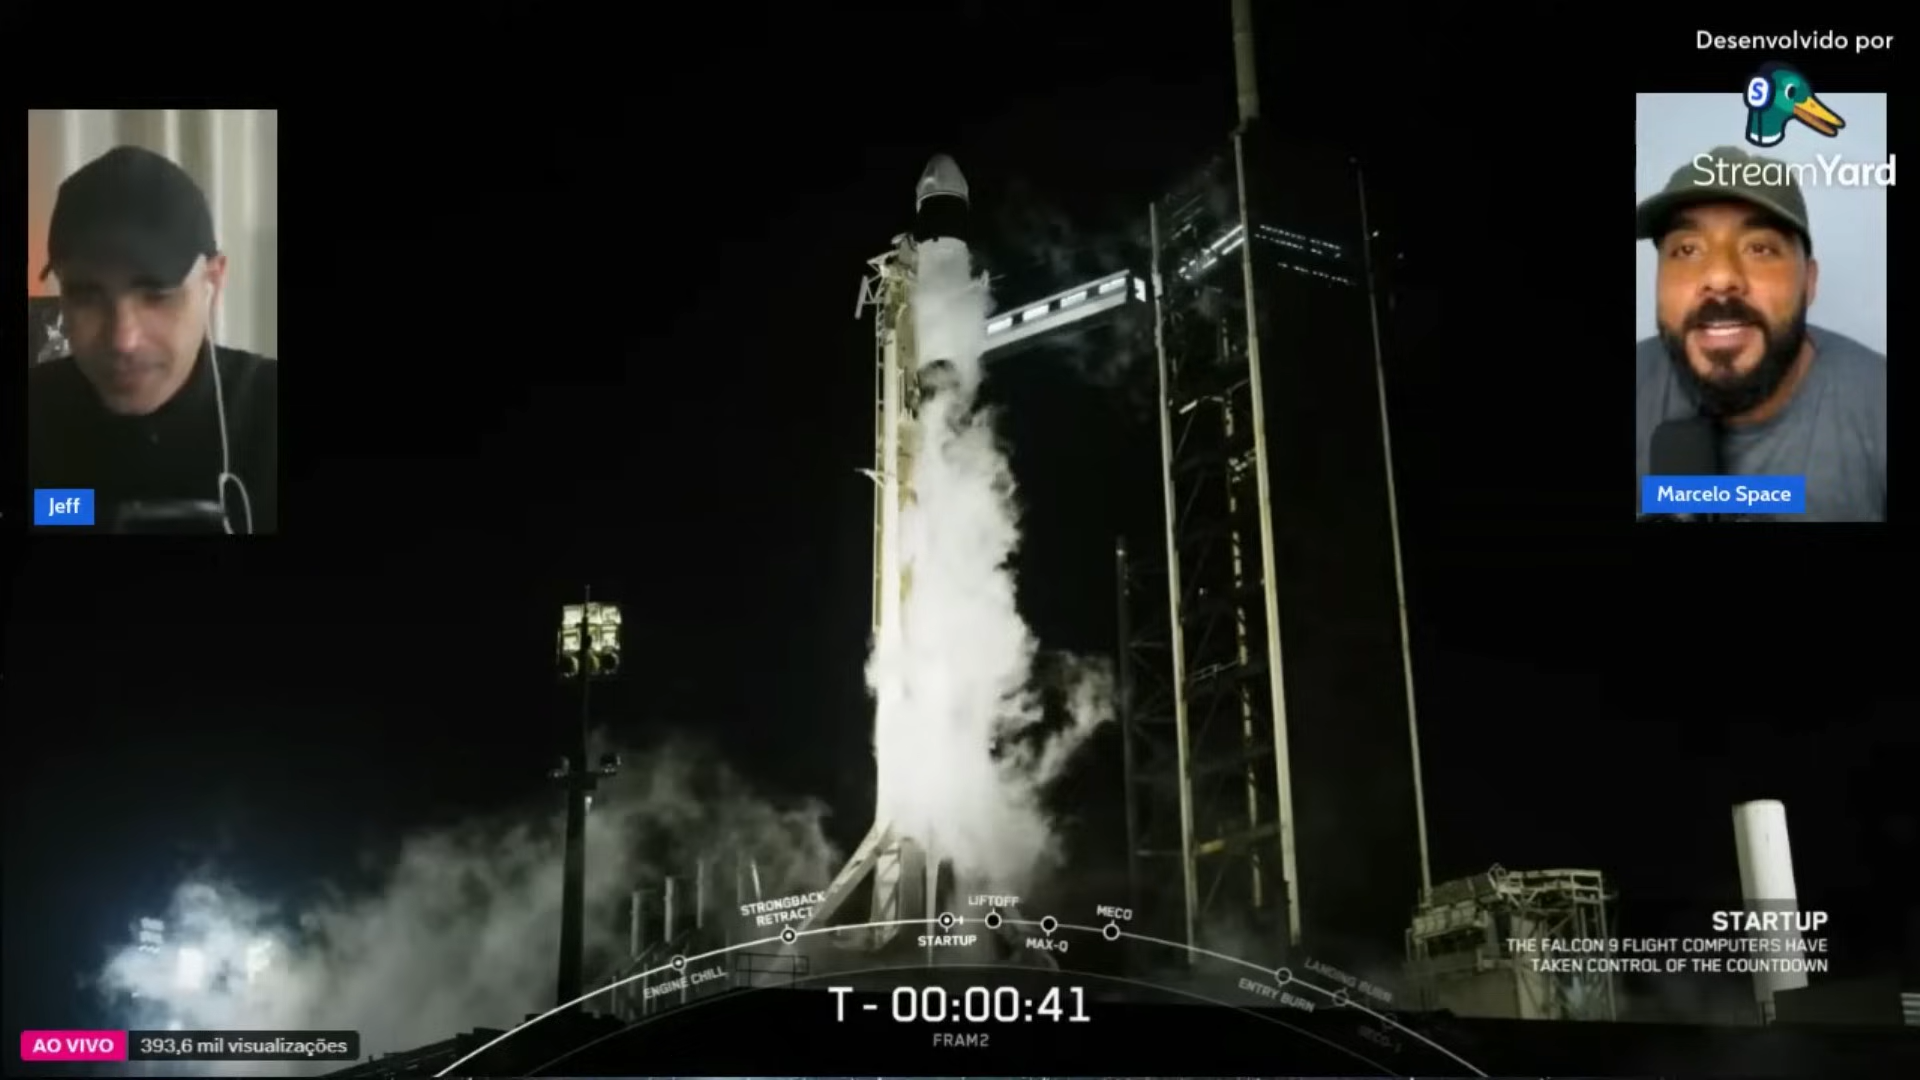 Desenvolvido por
S
StreamYard
Jeff
Marcelo Space
STRONGBACK
RETRACT
LIFTOFF
MECO
STARTUP
MAX-Q
ENGINE CHILL
ENTRY BURN
LANDING BURN
STARTUP
THE FALCON 9 FLIGHT COMPUTERS HAVE
TAKEN CONTROL OF THE COUNTDOWN
T - 00:00:41
FRAM2
AO VIVO
393,6 mil visualizações